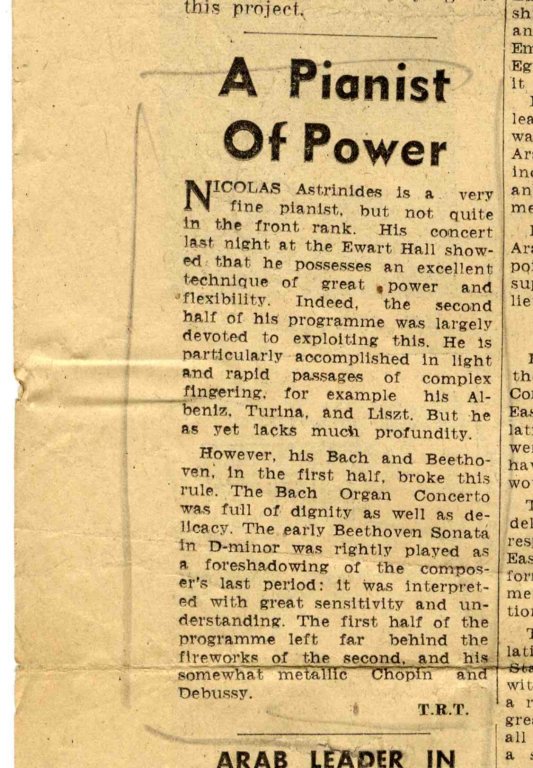 this project.
A Pianist
Of Power
NICOLAS Astrinides is a very
fine pianist, but not quite
in the front rank. His concert
last night at the Ewart Hall show-
ed that he possesses an excellent
technique of great power and
flexibility. Indeed, the second
half of his programme was largely
devoted to exploiting this. He is
particularly accomplished in light
and rapid passages of complex
fingering, for example his Al-
beniz, Turina, and Liszt. But he
as yet lacks much profundity.
However, his Bach and Beetho-
ven, in the first half, broke this
rule. The Bach Organ Concerto
was full of dignity as well as de-
licacy. The early Beethoven Sonata
in D-minor was rightly played as
a foreshadowing of the compos-
er's last period: it was interpret-
ed with great sensitivity and un-
derstanding. The first half of the
programme left far behind the
fireworks of the second, and his
somewhat metallic Chopin and
Debussy.
T.R.T.
ARAB LEADER IN